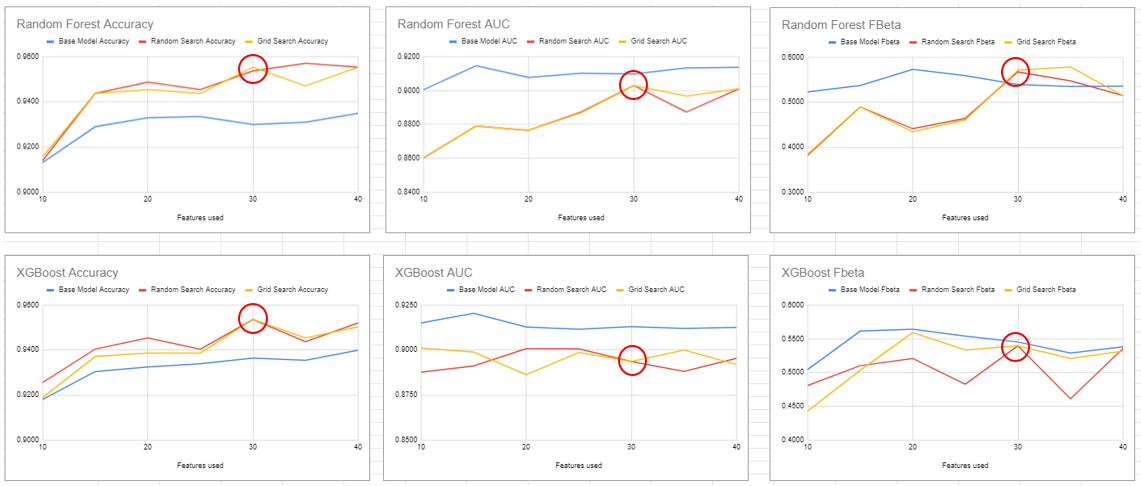 Random Forest Accuracy
Base Model Accuracy Random Search Accuracy Grid Search Accuracy
0.9600
0.9400
0.9200
0.9000
10 20 30 40
Features used
Random Forest AUC
Base Model AUC Random Search AUC Grid Search AUC
0.9200
0.9000
0.8800
0.8600
0.8400
10 20 30 40
Features used
Random Forest FBeta
Base Model Fbeta Random Search Fbeta Grid Search Fbeta
0.6000
0.5000
0.4000
0.3000
10 20 30 40
Features used
XGBoost Accuracy
Base Model Accuracy Random Search Accuracy Grid Search Accuracy
0.9600
0.9400
0.9200
0.9000
10 20 30 40
Features used
XGBoost AUC
Base Model AUC Random Search AUC Grid Search AUC
0.9250
0.9000
0.8750
0.8500
10 20 30 40
Features used
XGBoost Fbeta
Base Model Fbeta Random Search Fbeta Grid Search Fbeta
0.6000
0.5500
0.5000
0.4500
0.4000
10 20 30 40
Features used